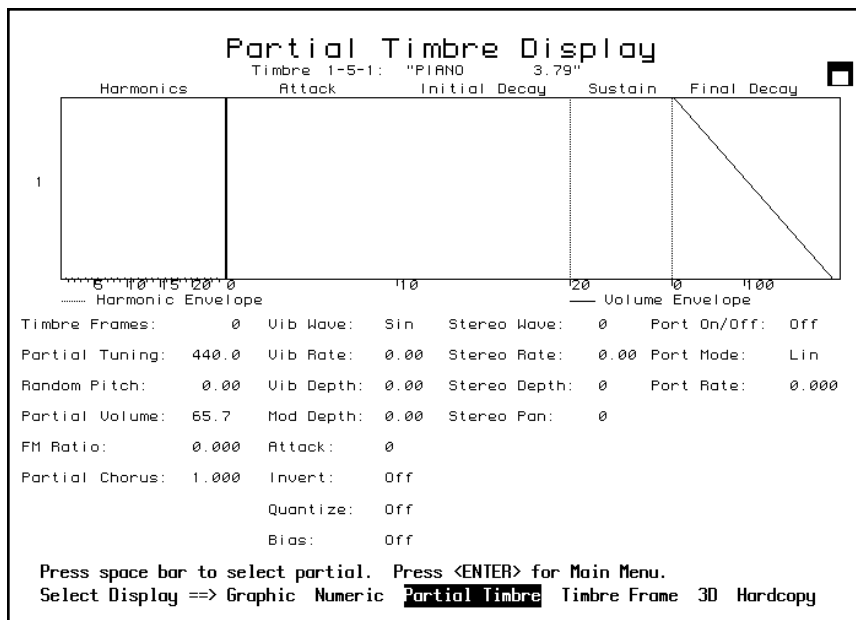 Partial Timbre Display
Timbre 1-5-1: "PIANO 3.79"
Harmonics Attack Initial Decay Sustain Final Decay
1
5 10 15 20 0 10 20 0 100
Harmonic Envelope Volume Envelope
Timbre Frames: 0 Vib Wave: Sin Stereo Wave: 0 Port On/Off: Off
Partial Tuning: 440.0 Vib Rate: 0.00 Stereo Rate: 0.00 Port Mode: Lin
Random Pitch: 0.00 Vib Depth: 0.00 Stereo Depth: 0 Port Rate: 0.000
Partial Volume: 65.7 Mod Depth: 0.00 Stereo Pan: 0
FM Ratio: 0.000 Attack: 0
Partial Chorus: 1.000 Invert: Off
Quantize: Off
Bias: Off
Press space bar to select partial. Press <ENTER> for Main Menu.
Select Display ==> Graphic Numeric Partial Timbre Timbre Frame 3D Hardcopy